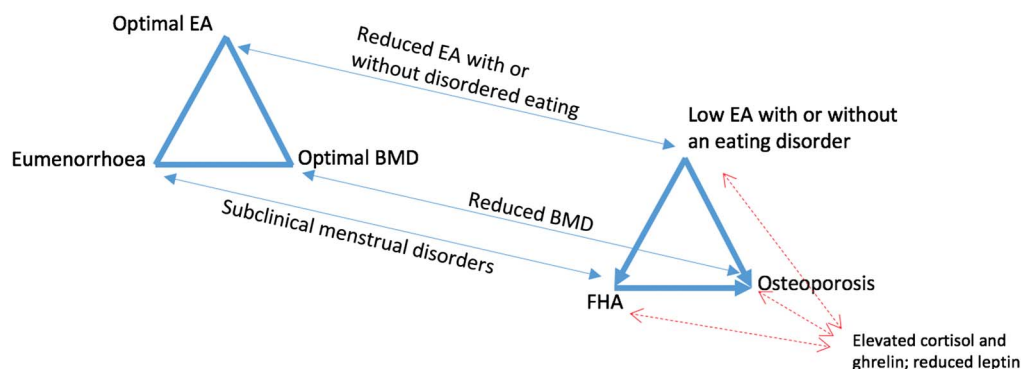 Optimal EA
Reduced EA with or
without disordered eating
Low EA with or without
an eating disorder
Eumenorrhoea
Optimal BMD
Reduced BMD
Subclinical menstrual disorders
Osteoporosis
FHA
Elevated cortisol and
ghrelin; reduced leptin